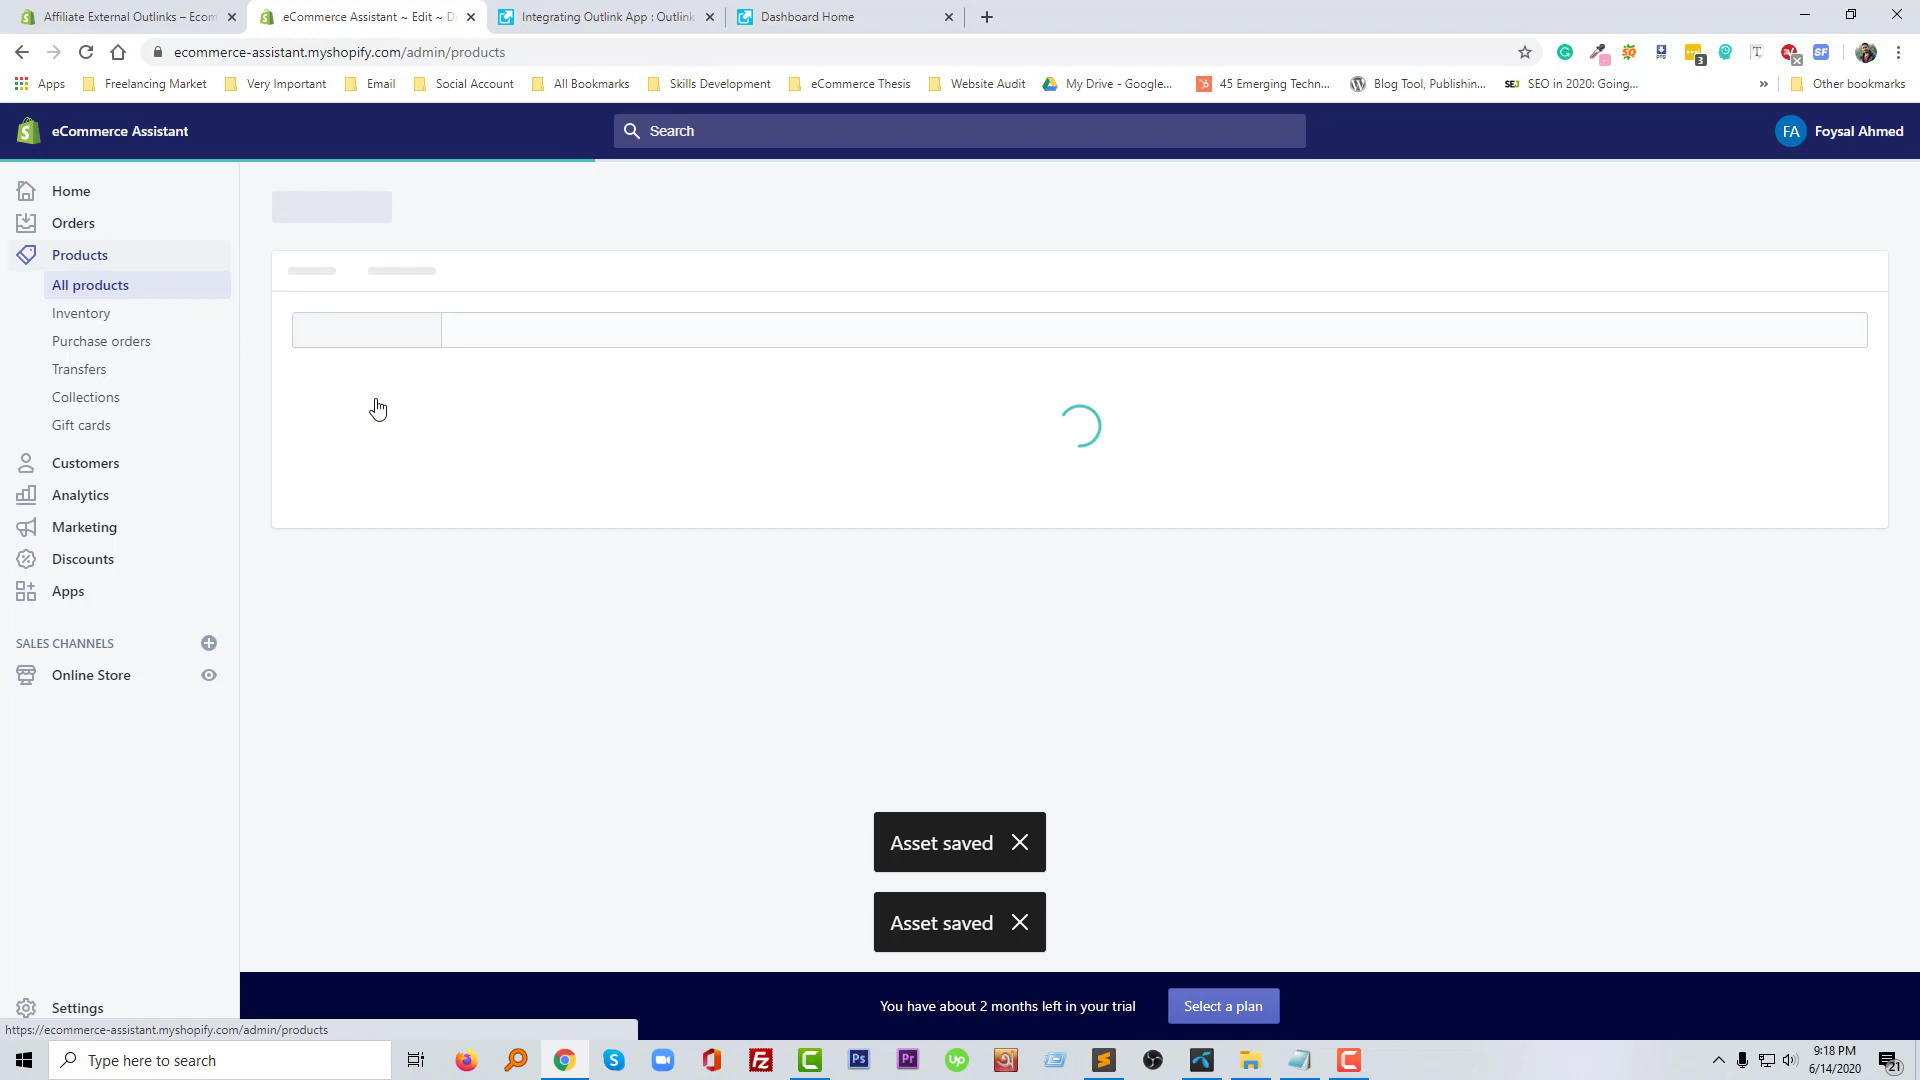 Affiliate External Outlinks – Ecom
eCommerce Assistant ~ Edit ~ D
Integrating Outlink App : Outlink
Dashboard Home
ecommerce-assistant.myshopify.com/admin/products
Apps
Freelancing Market
Very Important
Email
Social Account
All Bookmarks
Skills Development
eCommerce Thesis
Website Audit
My Drive - Google...
45 Emerging Techn...
Blog Tool, Publishin...
SEJ
SEO in 2020: Going...
»
Other bookmarks
eCommerce Assistant
Search
FA
Foysal Ahmed
Home
Orders
Products
All products
Inventory
Purchase orders
Transfers
Collections
Gift cards
Customers
Analytics
Marketing
Discounts
Apps
SALES CHANNELS
Online Store
Asset saved
Asset saved
Settings
You have about 2 months left in your trial
Select a plan
https://ecommerce-assistant.myshopify.com/admin/products
Type here to search
9:18 PM
6/14/2020
21